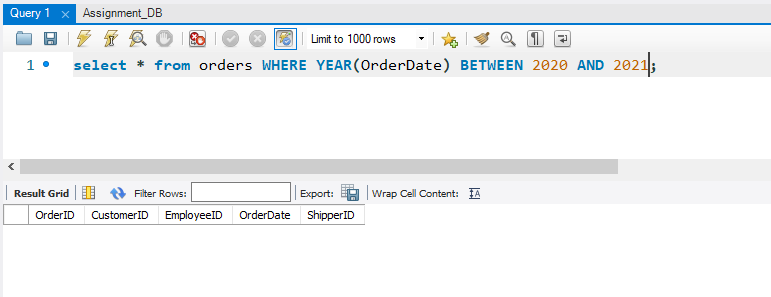 Query 1 Assignment_DB
Limit to 1000 rows
1 select * from orders WHERE YEAR(OrderDate) BETWEEN 2020 AND 2021;
Result Grid Filter Rows: Export: Wrap Cell Content:
OrderID CustomerID EmployeeID OrderDate ShipperID